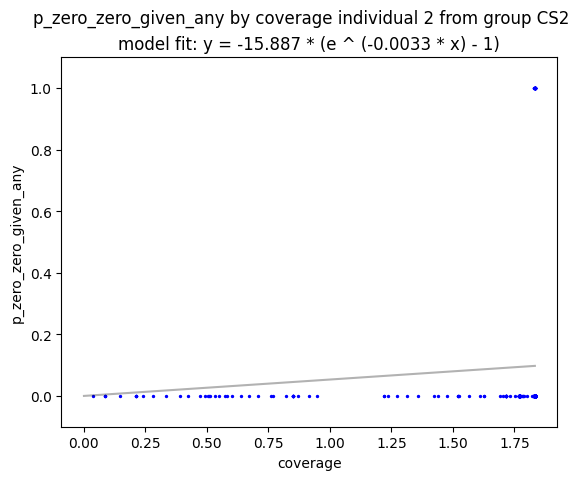 p_zero_zero_given_any by coverage individual 2 from group CS2
model fit: y = -15.887 * (e ^ (-0.0033 * x) - 1)
p_zero_zero_given_any
1.0
0.8
0.6
0.4
0.2
0.0
0.00 0.25 0.50 0.75 1.00 1.25 1.50 1.75
coverage